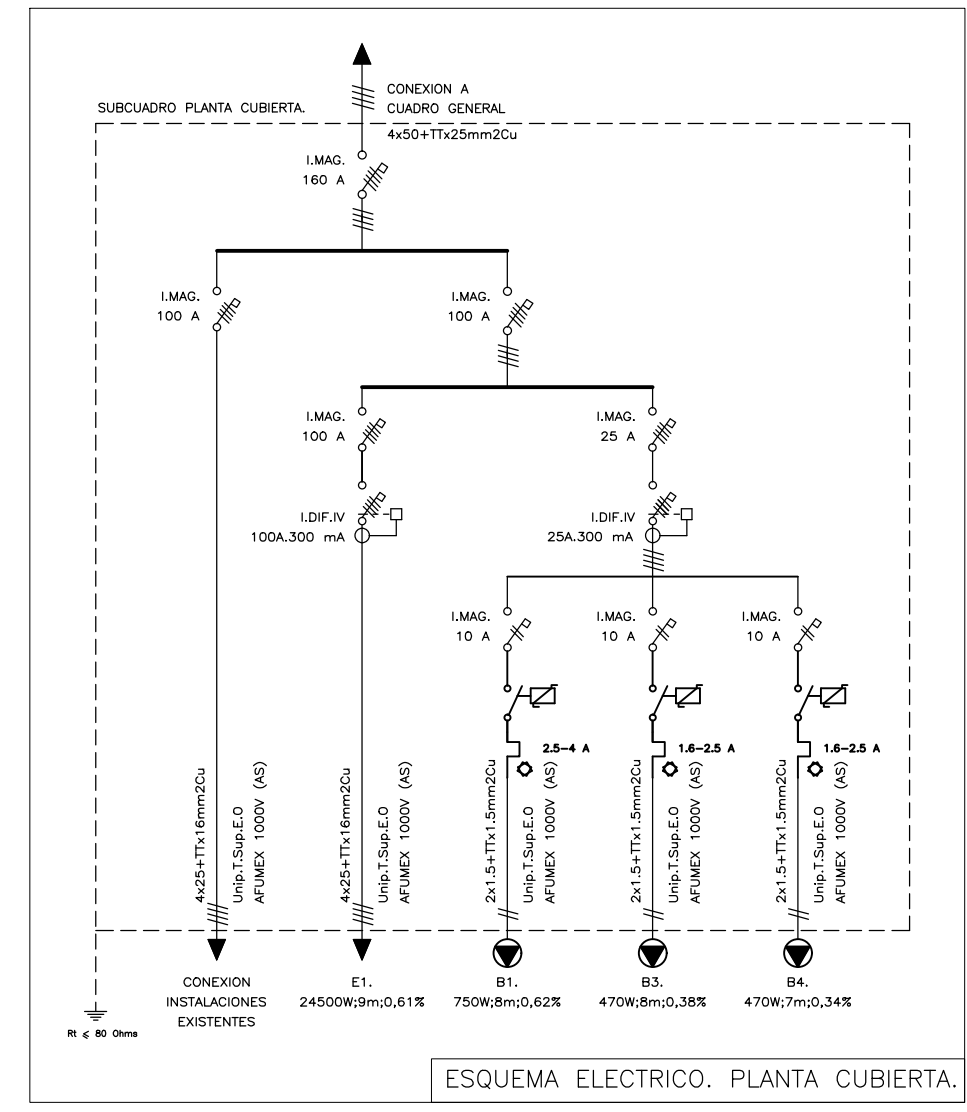 CONEXION A
CUADRO GENERAL
SUBCUADRO PLANTA CUBIERTA.
4x50+TTx25mm2Cu
I.MAG.
160 A
I.MAG.
100 A
I.MAG.
100 A
I.MAG.
100 A
I.MAG.
25 A
I.DIF.IV
100A.300 mA
I.DIF.IV
25A.300 mA
I.MAG.
10 A
I.MAG.
10 A
I.MAG.
10 A
2.5-4 A
1.6-2.5 A
1.6-2.5 A
4x25+TTx16mm2Cu
Unip.T.Sup.E.O
AFUMEX 1000V (AS)
4x25+TTx16mm2Cu
Unip.T.Sup.E.O
AFUMEX 1000V (AS)
2x1.5+TTx1.5mm2Cu
Unip.T.Sup.E.O
AFUMEX 1000V (AS)
2x1.5+TTx1.5mm2Cu
Unip.T.Sup.E.O
AFUMEX 1000V (AS)
2x1.5+TTx1.5mm2Cu
Unip.T.Sup.E.O
AFUMEX 1000V (AS)
CONEXION
INSTALACIONES
EXISTENTES
E1.
24500W;9m;0,61%
B1.
750W;8m;0,62%
B3.
470W;8m;0,38%
B4.
470W;7m;0,34%
Rt ⩽ 80 Ohms
ESQUEMA ELECTRICO. PLANTA CUBIERTA.